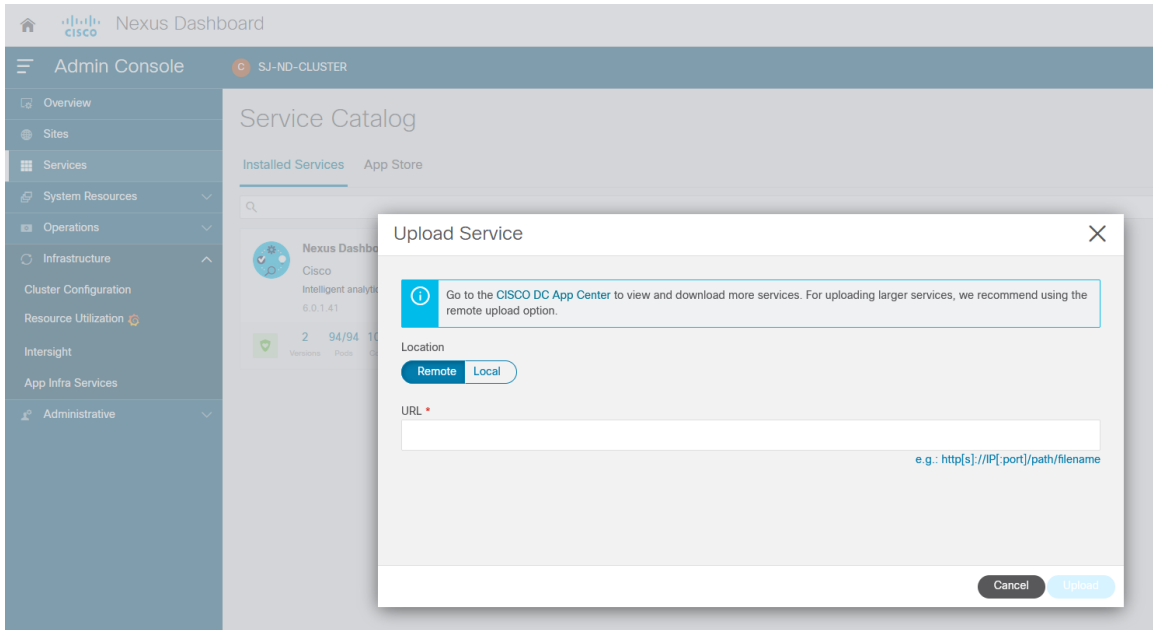 CISCO
Nexus Dashboard
Admin Console
C
SJ-ND-CLUSTER
Overview
Sites
Services
System Resources
Operations
Infrastructure
Cluster Configuration
Resource Utilization
Intersight
App Infra Services
Administrative
Service Catalog
Installed Services App Store
Nexus Dashbo
Cisco
Intelligent analytic
6.0.1.41
2 94/94 10
Versions Pods
Upload Service
Go to the CISCO DC App Center to view and download more services. For uploading larger services, we recommend using the
remote upload option.
Location
Remote Local
URL *
e.g.: http[s]://IP[:port]/path/filename
Cancel Upload